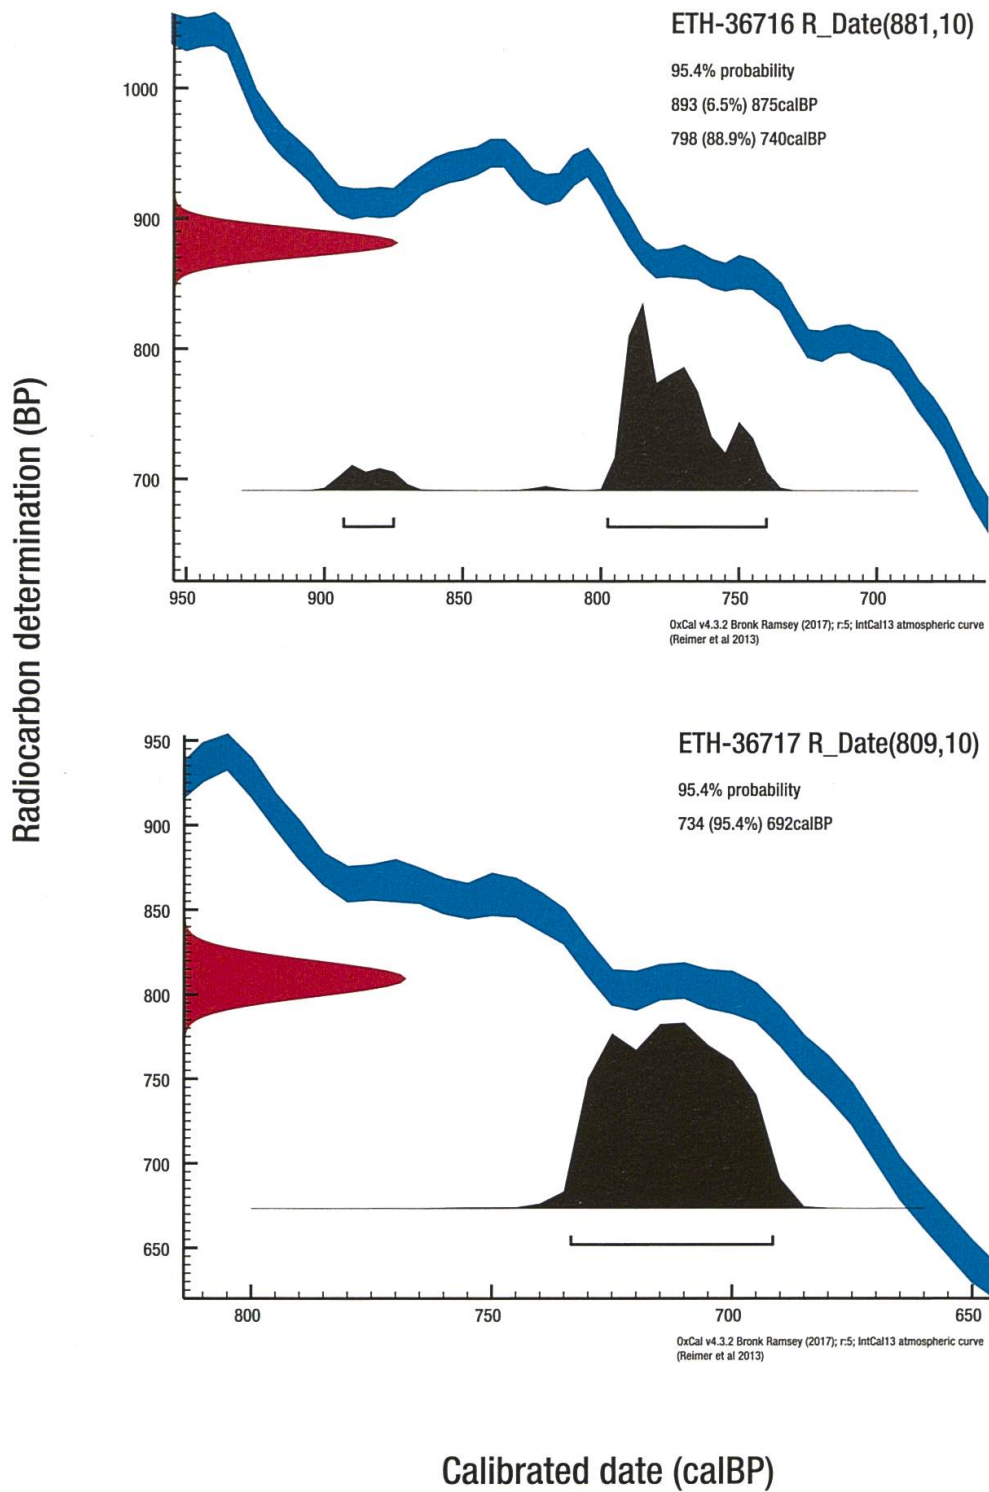 Radiocarbon determination (BP)
ETH-36716 R_Date(881,10)
95.4% probability
893 (6.5%) 875calBP
798 (88.9%) 740calBP
1000
900
800
700
950
900
850
800
750
700
OxCal v4.3.2 Bronk Ramsey (2017); r:5; IntCal13 atmospheric curve
(Reimer et al 2013)
ETH-36717 R_Date(809,10)
95.4% probability
734 (95.4%) 692calBP
950
900
850
800
750
700
650
800
750
700
650
OxCal v4.3.2 Bronk Ramsey (2017); r:5; IntCal13 atmospheric curve
(Reimer et al 2013)
Calibrated date (calBP)